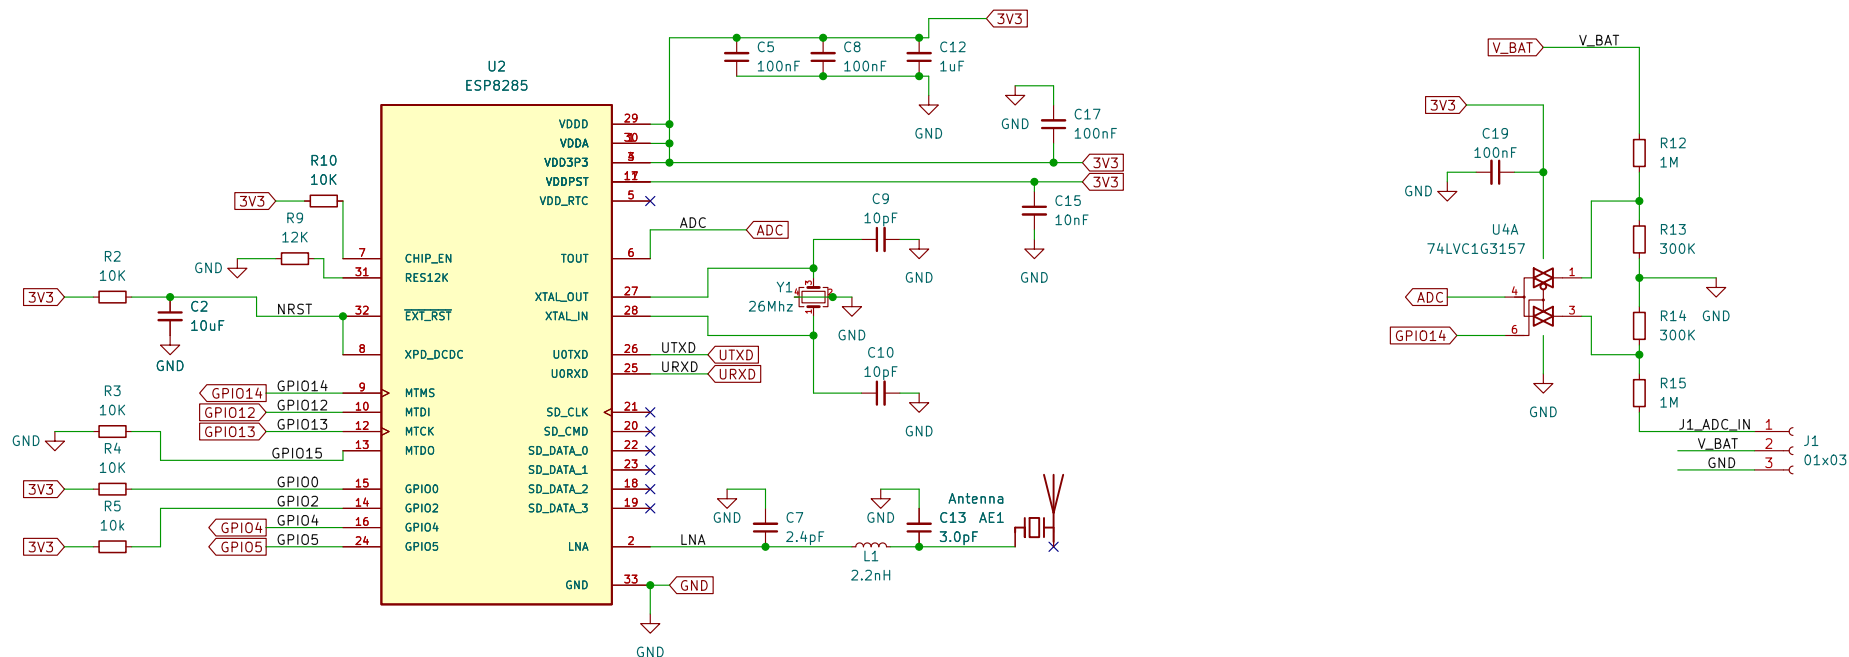 U2
ESP8285
3V3
C5
100nF
C8
100nF
C12
1uF
GND
GND
C17
100nF
29
VDDD
VDDA
VDD3P3
VDDPST
5
VDD_RTC
3V3
3V3
R10
10K
3V3
R9
12K
GND
7
CHIP_EN
31
RES12K
R2
10K
3V3
C2
10uF
GND
NRST
32
EXT_RST
8
XPD_DCDC
GPIO14
GPIO14
9
MTMS
GPIO12
GPIO12
10
MTDI
GPIO13
GPIO13
12
MTCK
R3
10K
GND
GPIO15
13
MTDO
R4
10K
3V3
GPIO0
15
GPIO0
R5
10k
3V3
GPIO2
14
GPIO2
GPIO4
GPIO4
16
GPIO4
GPIO5
GPIO5
24
GPIO5
TOUT
6
ADC
ADC
C15
10nF
GND
C9
10pF
GND
XTAL_OUT
27
XTAL_IN
28
Y1
26Mhz
3
4
2
1
GND
C10
10pF
GND
U0TXD
26
UTXD
UTXD
U0RXD
25
URXD
URXD
SD_CLK
21
SD_CMD
20
SD_DATA_0
22
SD_DATA_1
23
SD_DATA_2
18
SD_DATA_3
19
LNA
2
LNA
GND
C7
2.4pF
L1
2.2nH
GND
C13
3.0pF
Antenna
AE1
GND
33
GND
GND
V_BAT
V_BAT
3V3
C19
100nF
GND
R12
1M
R13
300K
U4A
74LVC1G3157
1
4
3
6
ADC
GPIO14
GND
GND
R14
300K
R15
1M
J1_ADC_IN
1
V_BAT
2
GND
3
J1
01x03